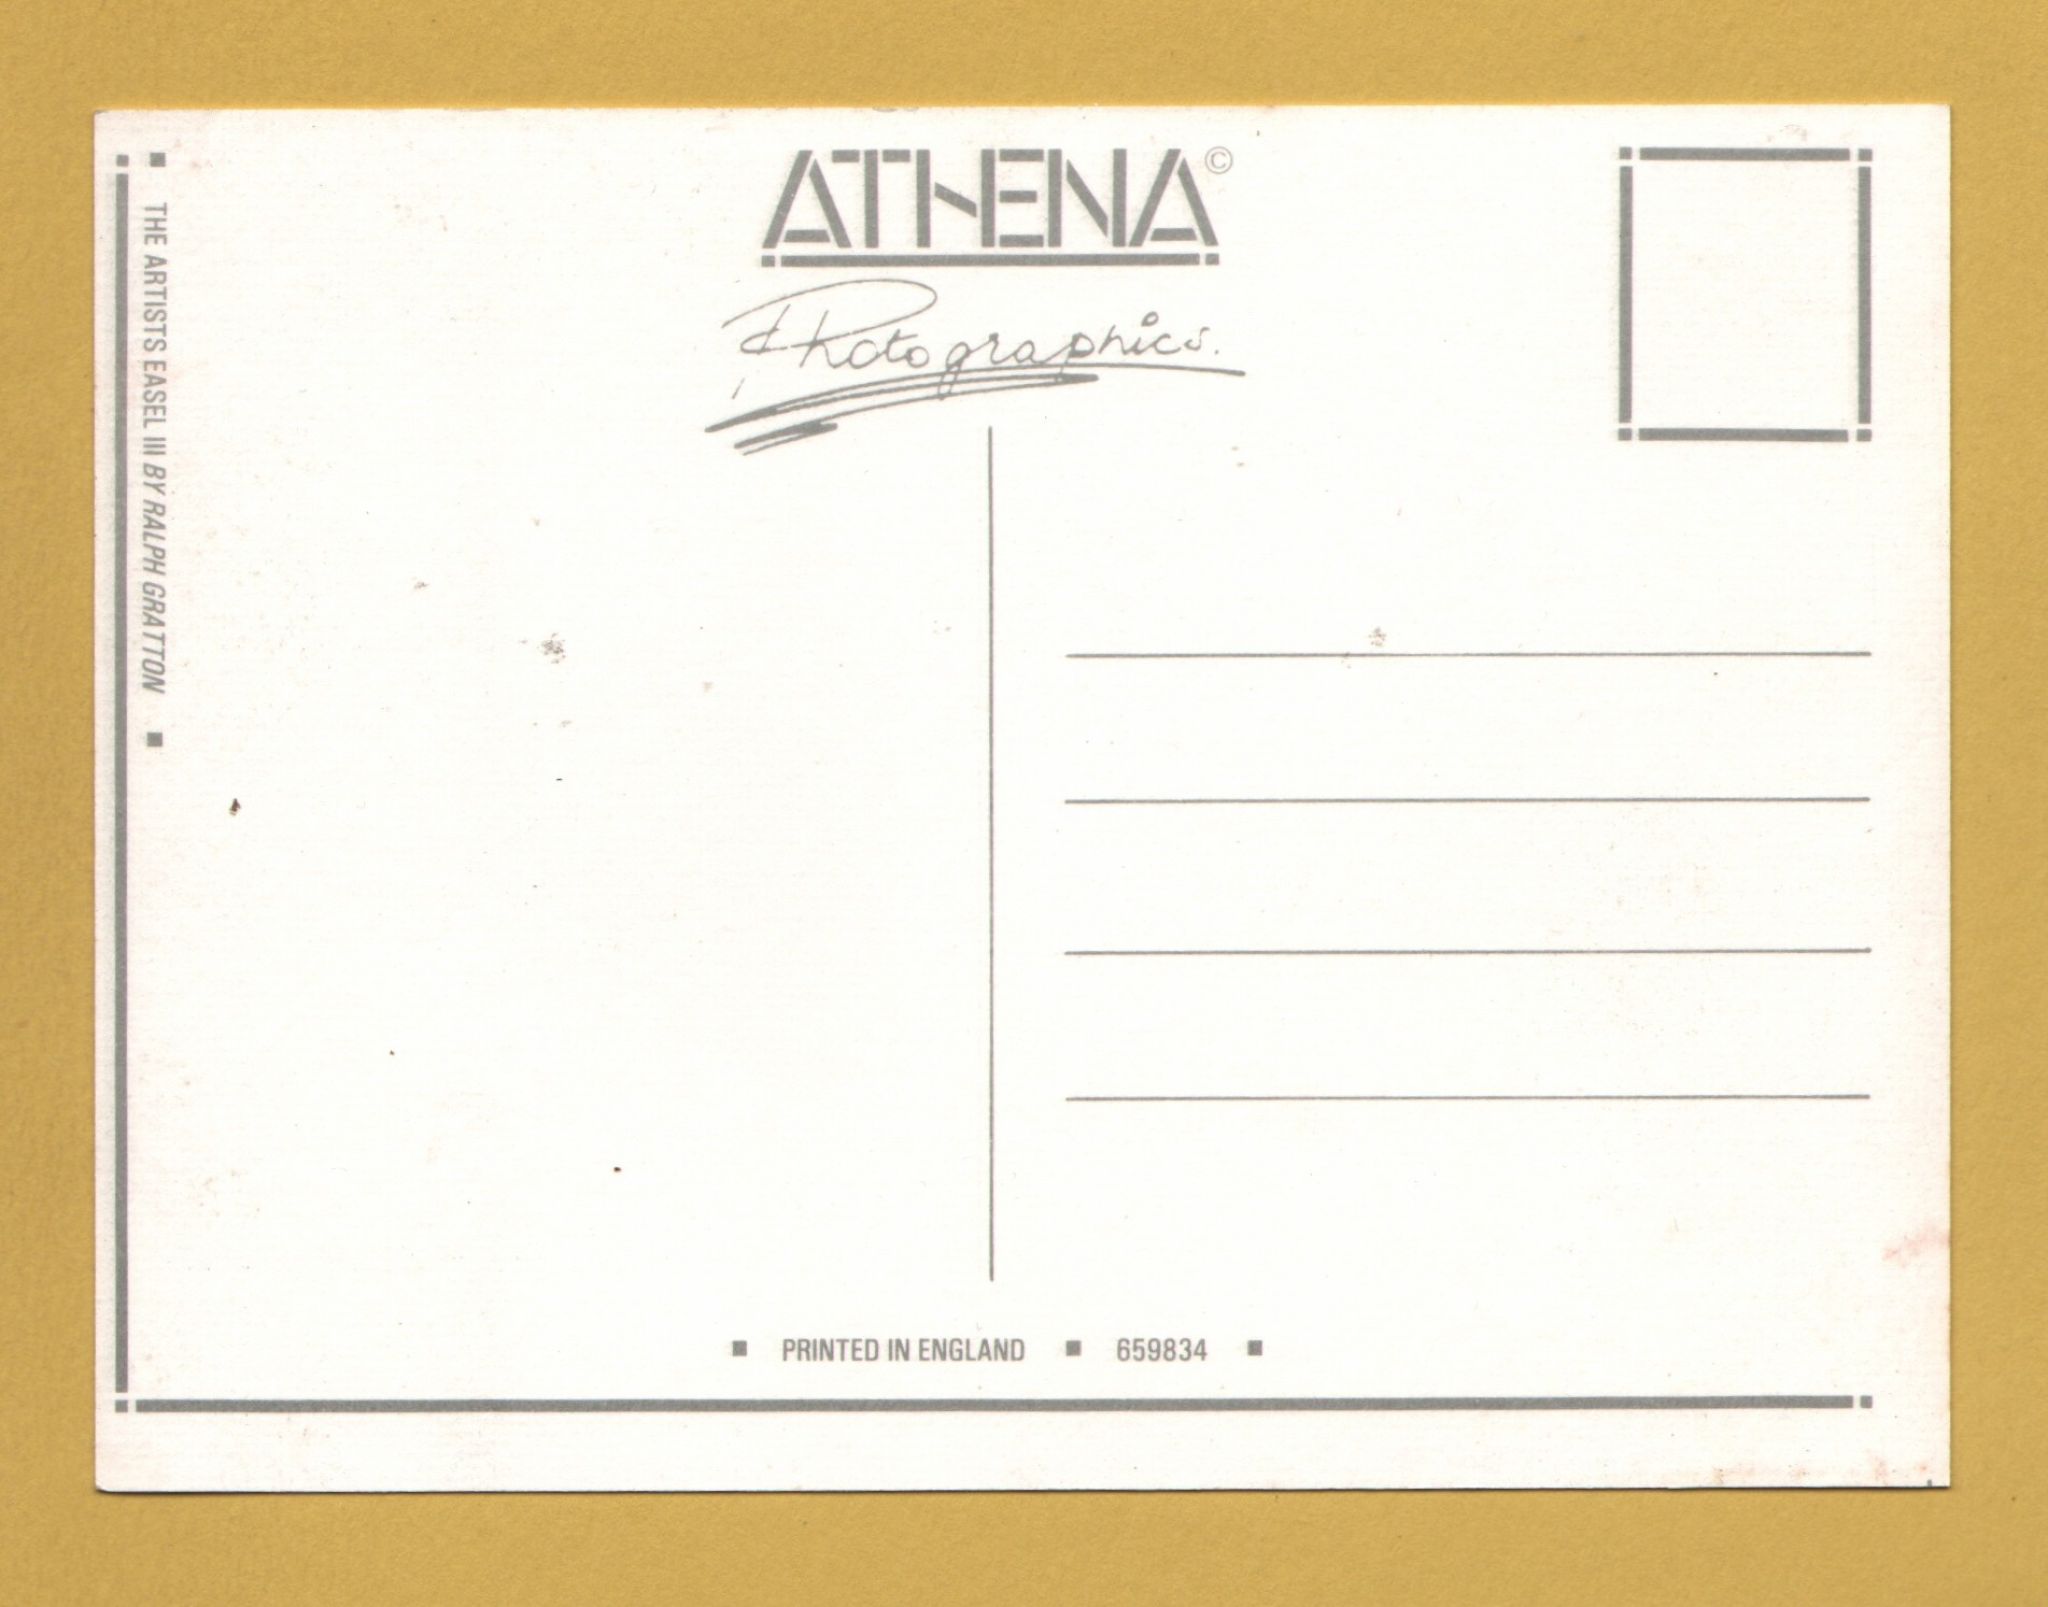 ATHENA©
Photographics.
THE ARTISTS EASEL III BY RALPH GRATTON
PRINTED IN ENGLAND ■ 659834